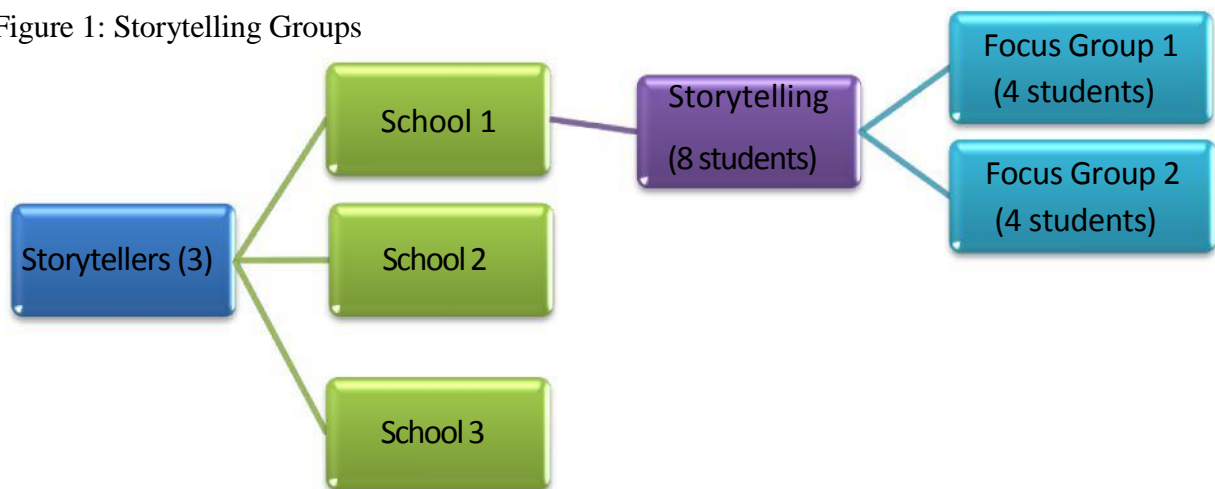 Figure 1: Storytelling Groups
Storytellers (3)
School 1
School 2
School 3
Storytelling
(8 students)
Focus Group 1
(4 students)
Focus Group 2
(4 students)